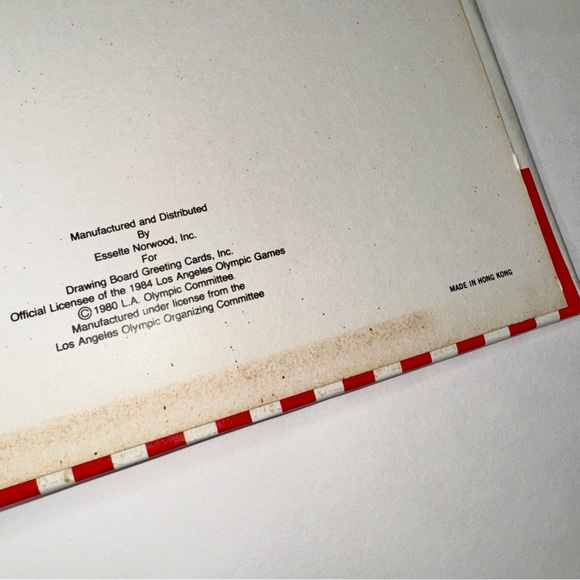 Manufactured and Distributed
By
Esselte Norwood, Inc.
For
Drawing Board Greeting Cards, Inc.
Official Licensee of the 1984 Los Angeles Olympic Games
© 1980 L.A. Olympic Committee.
Manufactured under license from the
Los Angeles Olympic Organizing Committee
MADE IN HONG KONG